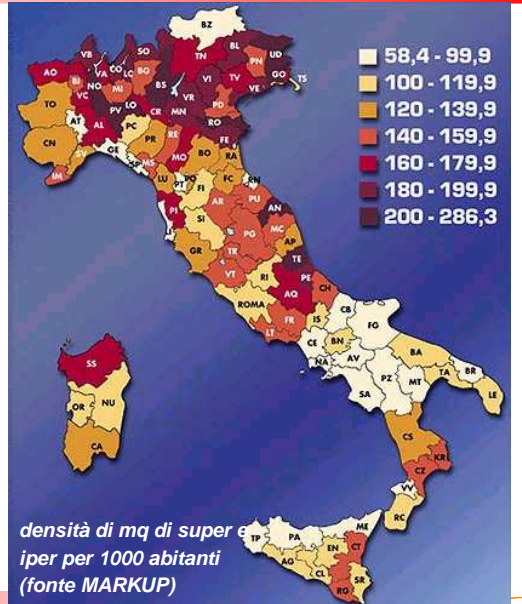 BZ
58,4 - 99,9
100 - 119,9
120 - 139,9
140 - 159,9
160 - 179,9
180 - 199,9
200 - 286,3
VB
SO
TN
BL
UD
PN
AO
VA
CO
LC
BG
BS
VI
TV
GO
TS
BI
NO
MI
VR
VE
VC
TO
PV
LO
CR
MN
PD
RO
AT
AL
PC
PR
RE
MO
FE
CN
GE
BO
RA
IM
MS
LU
PT
PO
FC
RN
FI
PI
AR
PU
AN
SI
PG
MC
GR
AP
TR
TE
VT
RI
PE
AQ
CH
ROMA
CB
FR
IS
FG
LT
CE
BN
BA
NA
AV
SA
PZ
MT
TA
BR
LE
SS
NU
OR
CA
CS
KR
CZ
VV
RC
ME
TP
PA
EN
CT
AG
CL
SR
RG
densità di mq di super e
iper per 1000 abitanti
(fonte MARKUP)